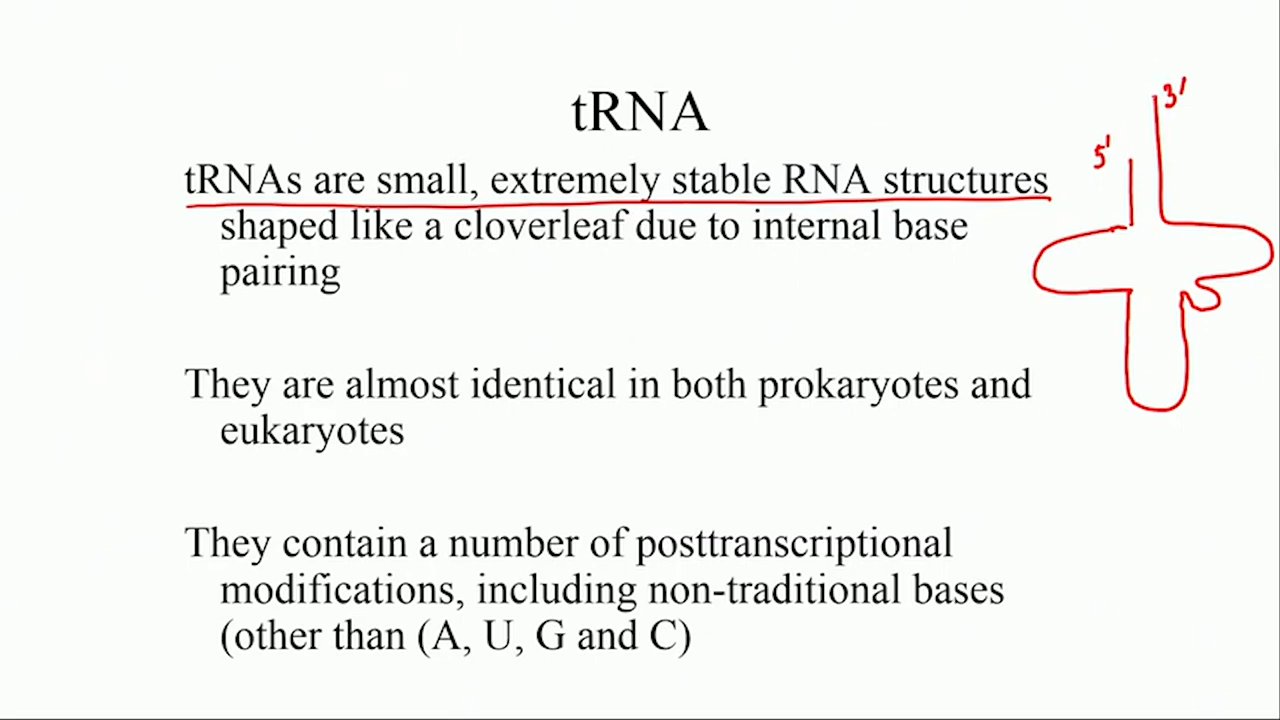 tRNA
tRNAs are small, extremely stable RNA structures
shaped like a cloverleaf due to internal base
pairing
They are almost identical in both prokaryotes and
eukaryotes
They contain a number of posttranscriptional
modifications, including non-traditional bases
(other than (A, U, G and C)
3'
5'